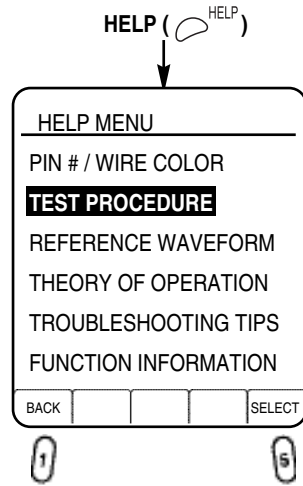 HELP ( HELP )
HELP MENU
PIN # / WIRE COLOR
TEST PROCEDURE
REFERENCE WAVEFORM
THEORY OF OPERATION
TROUBLESHOOTING TIPS
FUNCTION INFORMATION
BACK SELECT
1 5